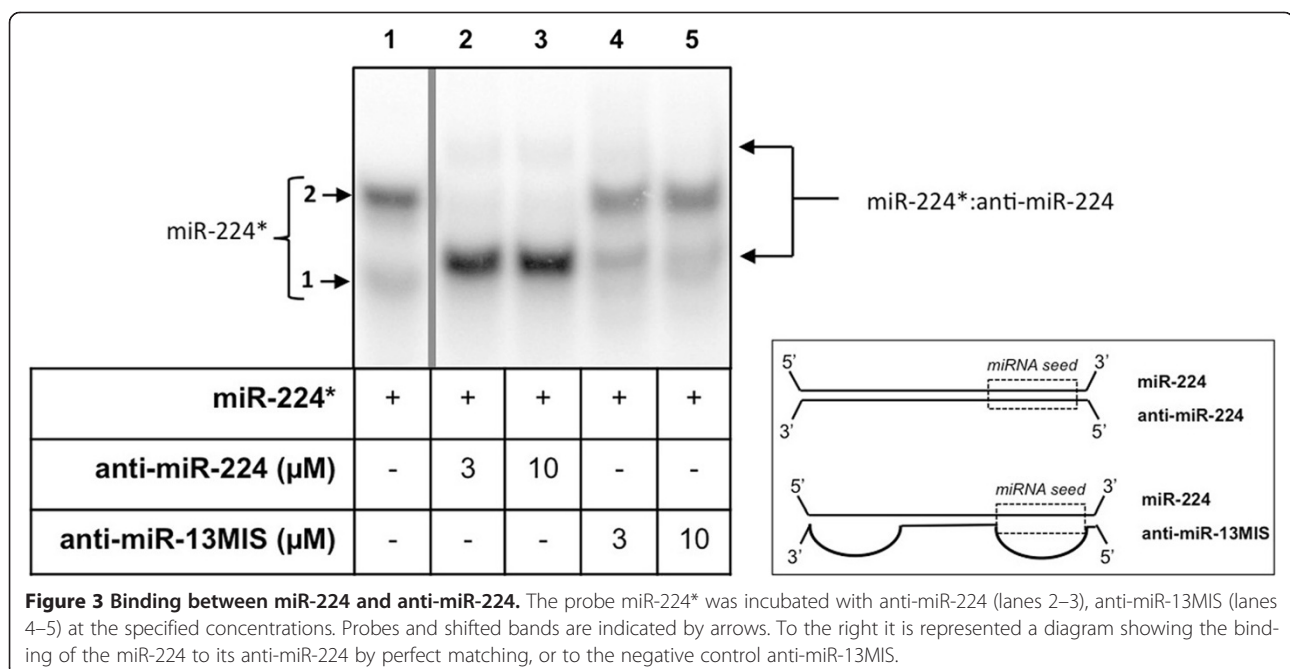 1 2 3 4 5
miR-224*
2
1
miR-224*:anti-miR-224
miR-224* + + + + +
anti-miR-224 (µM) - 3 10 - -
anti-miR-13MIS (µM) - - - 3 10
5' miRNA seed 3' miR-224
3' 5' anti-miR-224
5' miRNA seed 3' miR-224
3' 5' anti-miR-13MIS
Figure 3 Binding between miR-224 and anti-miR-224. The probe miR-224* was incubated with anti-miR-224 (lanes 2–3), anti-miR-13MIS (lanes
4–5) at the specified concentrations. Probes and shifted bands are indicated by arrows. To the right it is represented a diagram showing the bind-
ing of the miR-224 to its anti-miR-224 by perfect matching, or to the negative control anti-miR-13MIS.